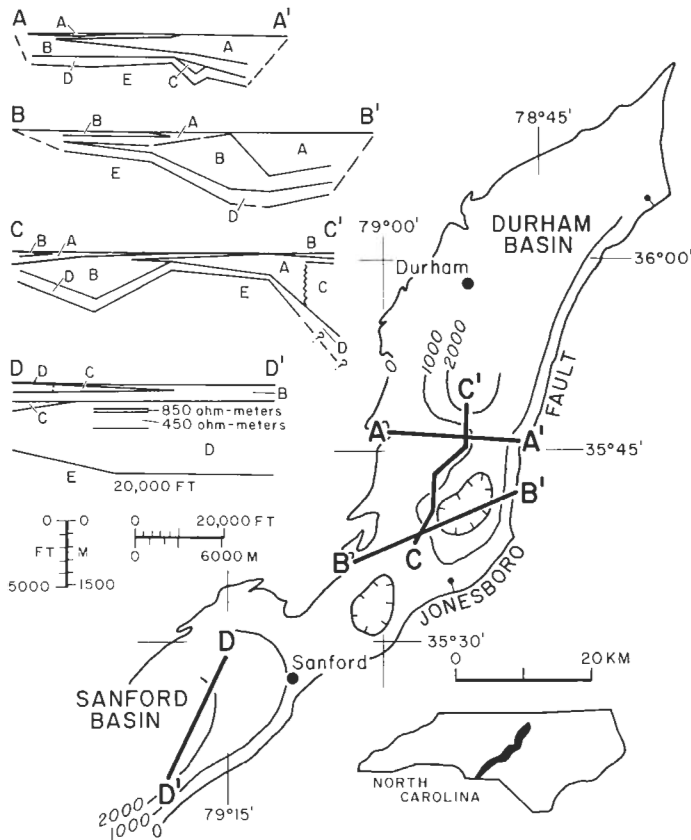 A A'
A
B A
D E C
B B'
B A
B A
E
D
C C'
B A B
D B A C
E
? D
?
D D'
D C
B
C
850 ohm-meters
450 ohm-meters
D
E
20,000 FT
0 0
FT M
5000 1500
0 20,000 FT
0 6000 M
78°45'
79°00'
DURHAM
BASIN
Durham
36°00'
0
1000
2000
FAULT
C'
A A'
35°45'
B'
B
C
JONESBORO
35°30'
D
Sanford
0 20 KM
SANFORD
BASIN
D'
2000
1000
0
79°15'
NORTH
CAROLINA